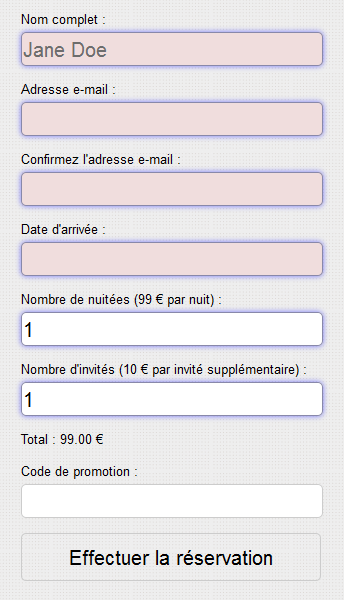 Nom complet :
Jane Doe
Adresse e-mail :
Confirmez l'adresse e-mail :
Date d'arrivée :
Nombre de nuitées (99 € par nuit) :
1
Nombre d'invités (10 € par invité supplémentaire) :
1
Total : 99.00 €
Code de promotion :
Effectuer la réservation